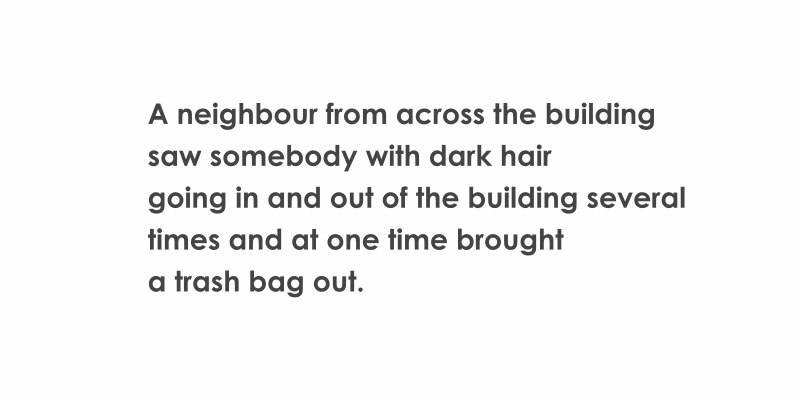 A neighbour from across the building
saw somebody with dark hair
going in and out of the building several
times and at one time brought
a trash bag out.